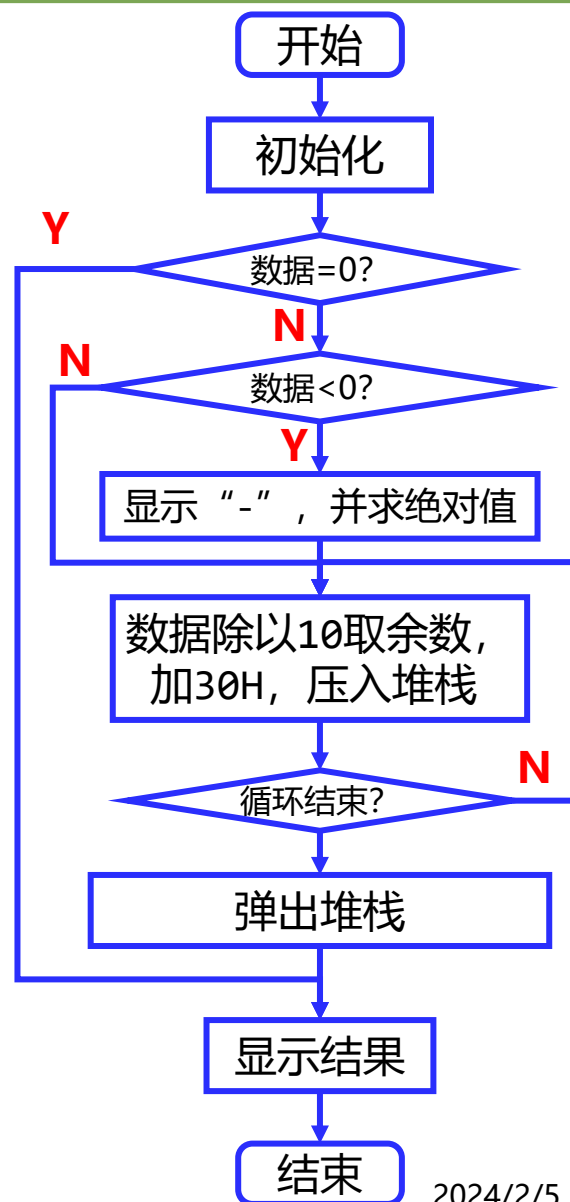 开始
初始化
Y
数据=0?
N
N
数据<0?
Y
显示“-”，并求绝对值
数据除以10取余数，
加30H，压入堆栈
N
循环结束?
弹出堆栈
显示结果
结束
2024/2/5